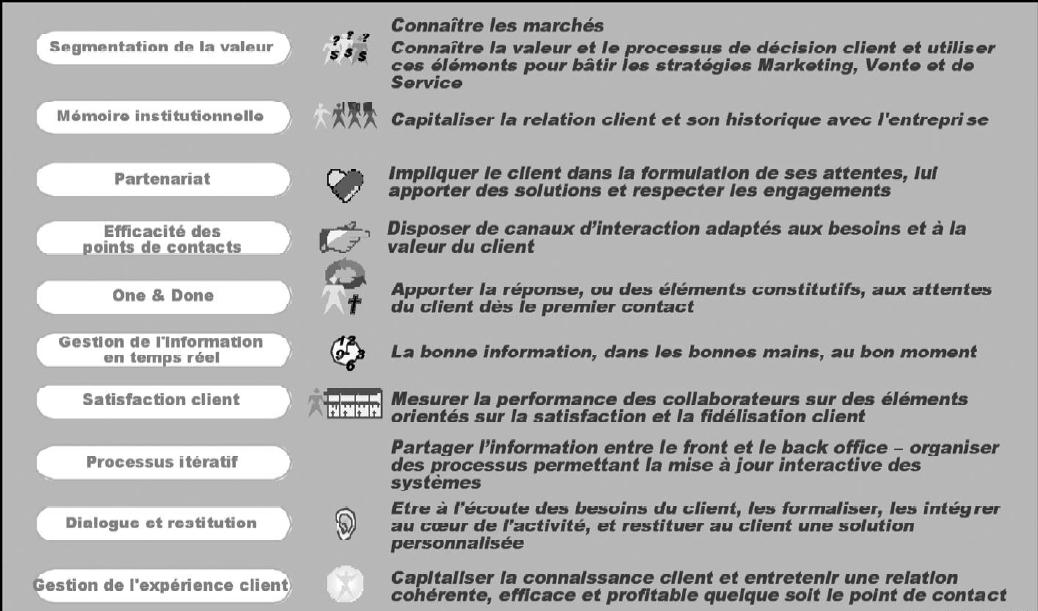 Segmentation de la valeur
Connaître les marchés
Connaître la valeur et le processus de décision client et utiliser
ces éléments pour bâtir les stratégies Marketing, Vente et de
Service
Mémoire institutionnelle
Capitaliser la relation client et son historique avec l'entreprise
Partenariat
Impliquer le client dans la formulation de ses attentes, lui
apporter des solutions et respecter les engagements
Efficacité des
points de contacts
Disposer de canaux d'interaction adaptés aux besoins et à la
valeur du client
One & Done
Apporter la réponse, ou des éléments constitutifs, aux attentes
du client dès le premier contact
Gestion de l'information
en temps réel
12
9 3
6
La bonne information, dans les bonnes mains, au bon moment
Satisfaction client
Mesurer la performance des collaborateurs sur des éléments
orientés sur la satisfaction et la fidélisation client
Processus itératif
Partager l'information entre le front et le back office – organiser
des processus permettant la mise à jour interactive des
systèmes
Dialogue et restitution
Etre à l'écoute des besoins du client, les formaliser, les intégrer
au cœur de l'activité, et restituer au client une solution
personnalisée
Gestion de l'expérience client
Capitaliser la connaissance client et entretenir une relation
cohérente, efficace et profitable quelque soit le point de contact